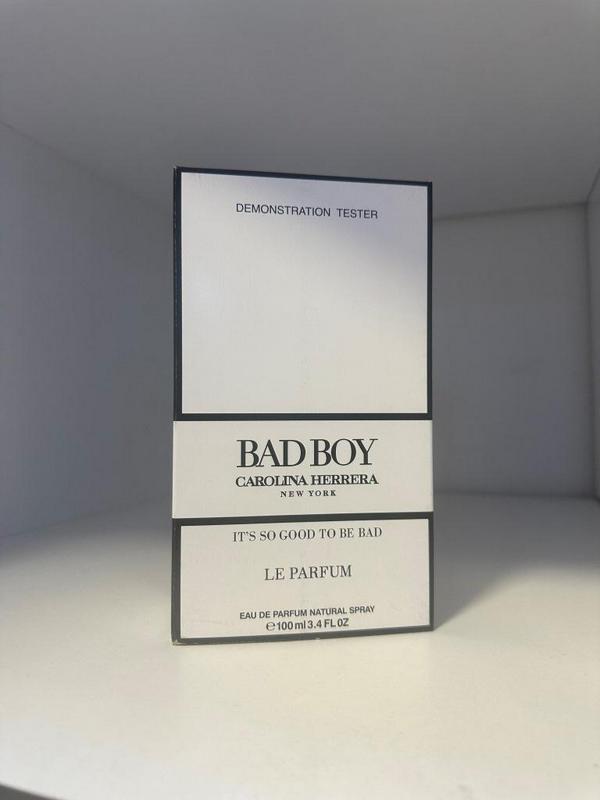 DEMONSTRATION TESTER
BAD BOY
CAROLINA HERRERA
NEW YORK
IT'S SO GOOD TO BE BAD
LE PARFUM
EAU DE PARFUM NATURAL SPRAY
℮100 ml 3.4 FL OZ